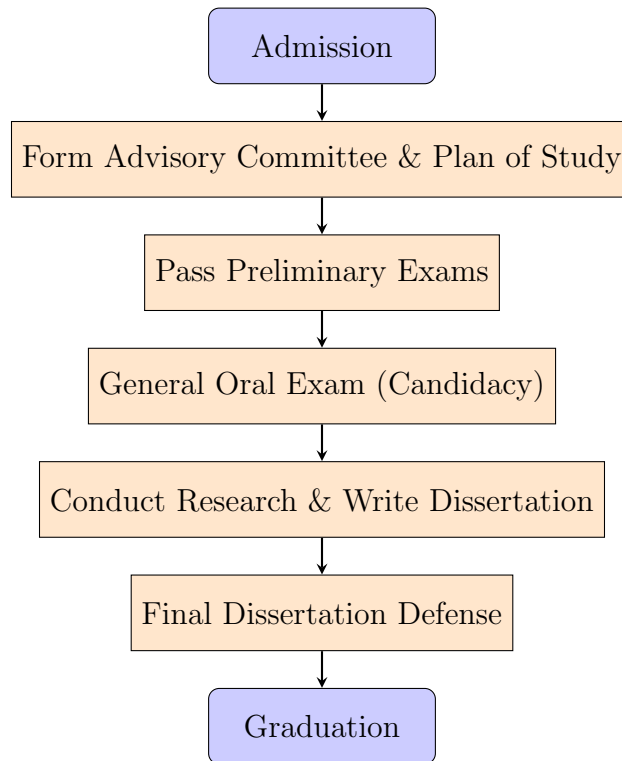 Admission
Form Advisory Committee & Plan of Study
Pass Preliminary Exams
General Oral Exam (Candidacy)
Conduct Research & Write Dissertation
Final Dissertation Defense
Graduation